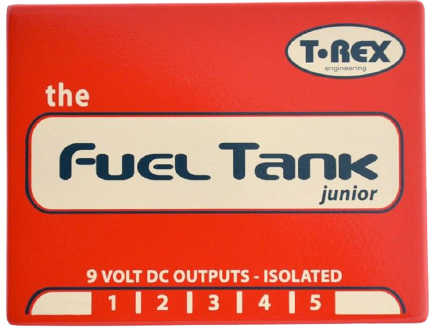 T•REX
engineering
the
Fuel Tank
junior
9 VOLT DC OUTPUTS - ISOLATED
1 | 2 | 3 | 4 | 5